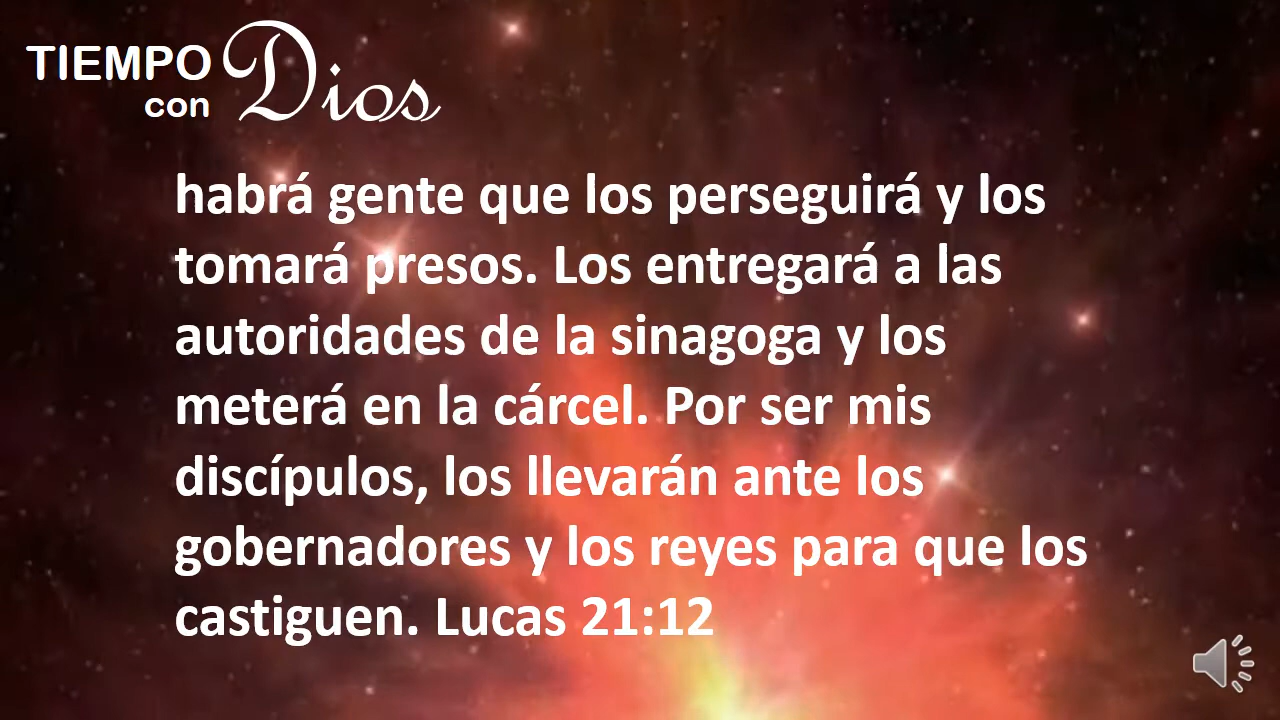 TIEMPO
con Dios
habrá gente que los perseguirá y los
tomará presos. Los entregará a las
autoridades de la sinagoga y los
meterá en la cárcel. Por ser mis
discípulos, los llevarán ante los
gobernadores y los reyes para que los
castiguen. Lucas 21:12